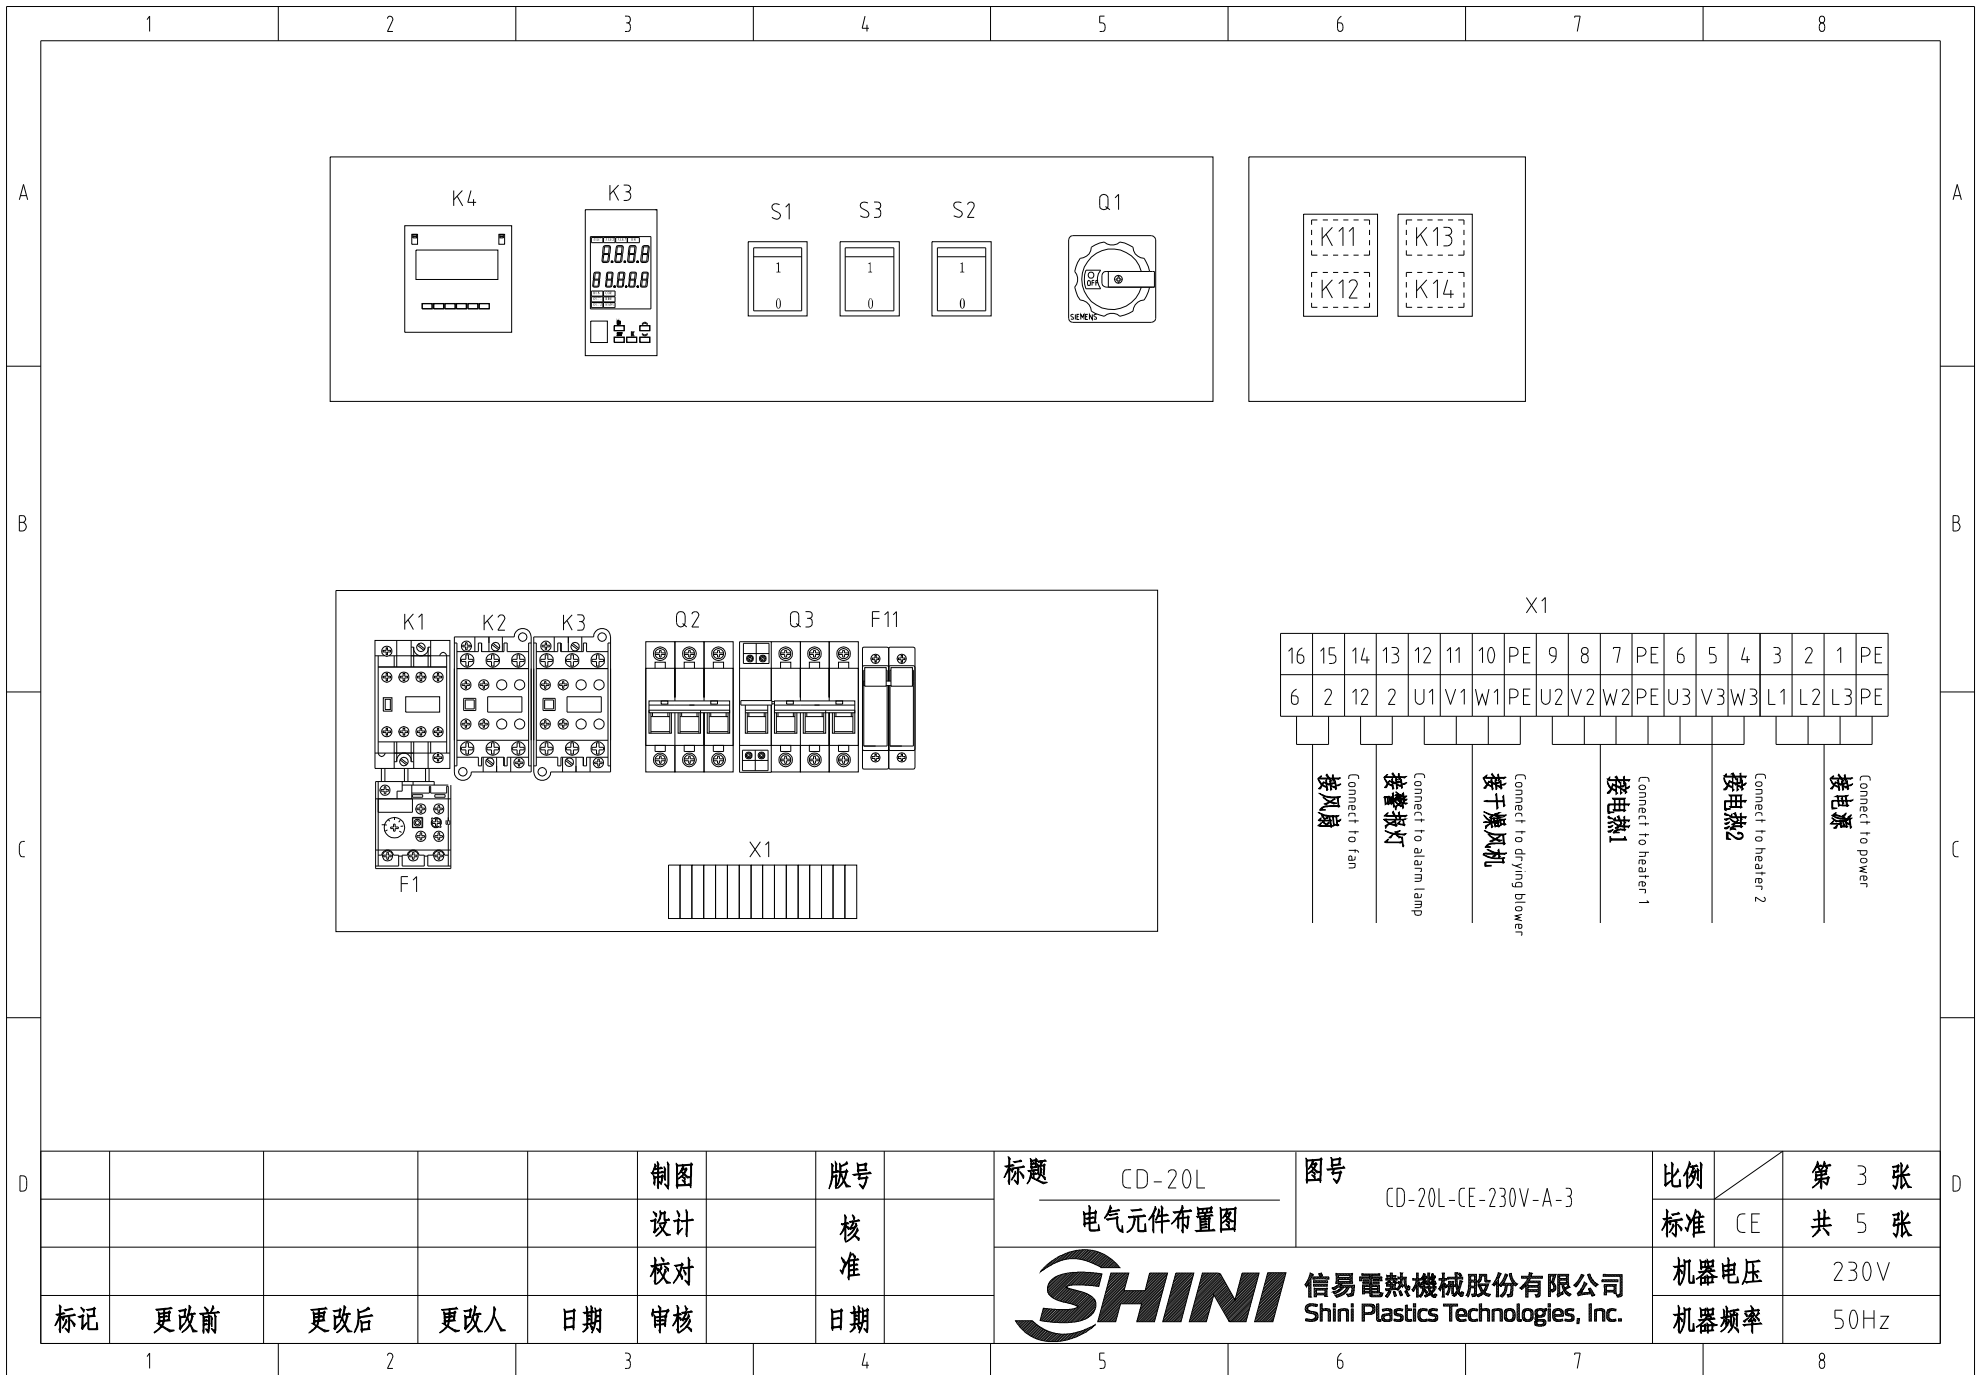 1 2 3 4 5 6 7 8
A A
K4 K3 S1 S3 S2 Q1
1 1 1
0 0 0
8.8.8.8
8 8.8.8.8
O
OFF
SIEMENS
K11 K13
K12 K14
B B
K1 K2 K3 Q2 Q3 F11
F1
X1
X1
16 15 14 13 12 11 10 PE 9 8 7 PE 6 5 4 3 2 1 PE
6 2 12 2 U1 V1 W1 PE U2 V2 W2 PE U3 V3 W3 L1 L2 L3 PE
接风扇
Connect to fan
接警报灯
Connect to alarm lamp
接干燥风机
Connect to drying blower
接电热1
Connect to heater 1
接电热2
Connect to heater 2
接电源
Connect to power
C C
D D
制图 版号
设计 核准
校对
标记 更改前 更改后 更改人 日期 审核 日期
标题 CD-20L
电气元件布置图
图号 CD-20L-CE-230V-A-3
比例 第 3 张
标准 CE 共 5 张
机器电压 230V
机器频率 50Hz
SHINI 信易電熱機械股份有限公司
Shini Plastics Technologies, Inc.
1 2 3 4 5 6 7 8